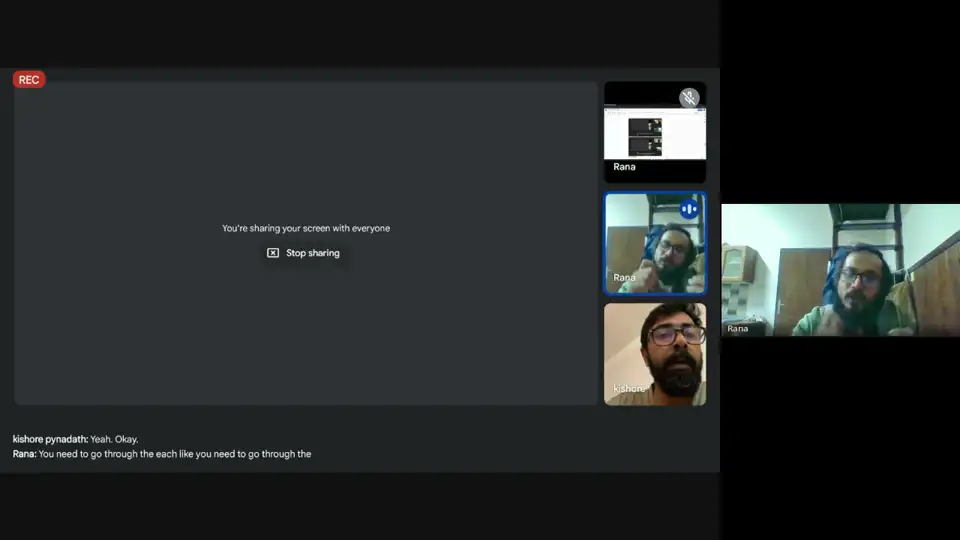 REC
Rana
You're sharing your screen with everyone
Stop sharing
Rana
Rana
kishore
kishore pynadath: Yeah. Okay.
Rana: You need to go through the each like you need to go through the